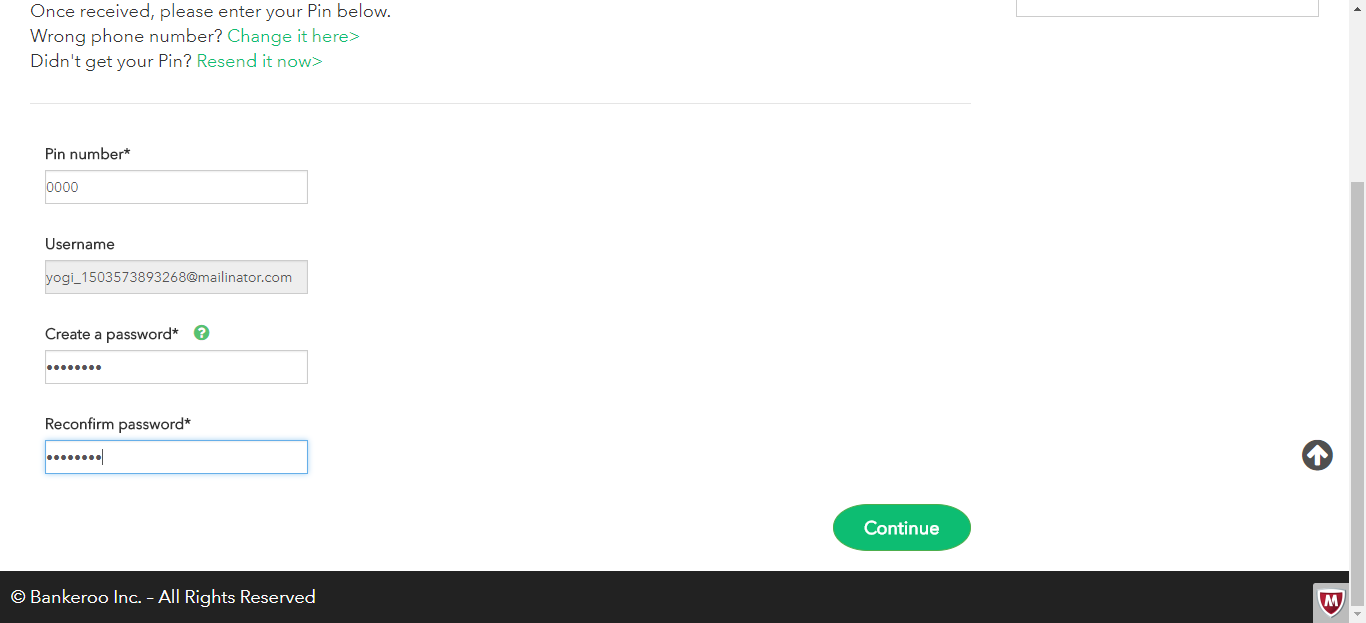 Once received, please enter your Pin below.
Wrong phone number? Change it here>
Didn't get your Pin? Resend it now>
Pin number*
0000
Username
yogi_1503573893268@mailinator.com
Create a password* ?
••••••••
Reconfirm password*
••••••••
Continue
© Bankeroo Inc. – All Rights Reserved
M